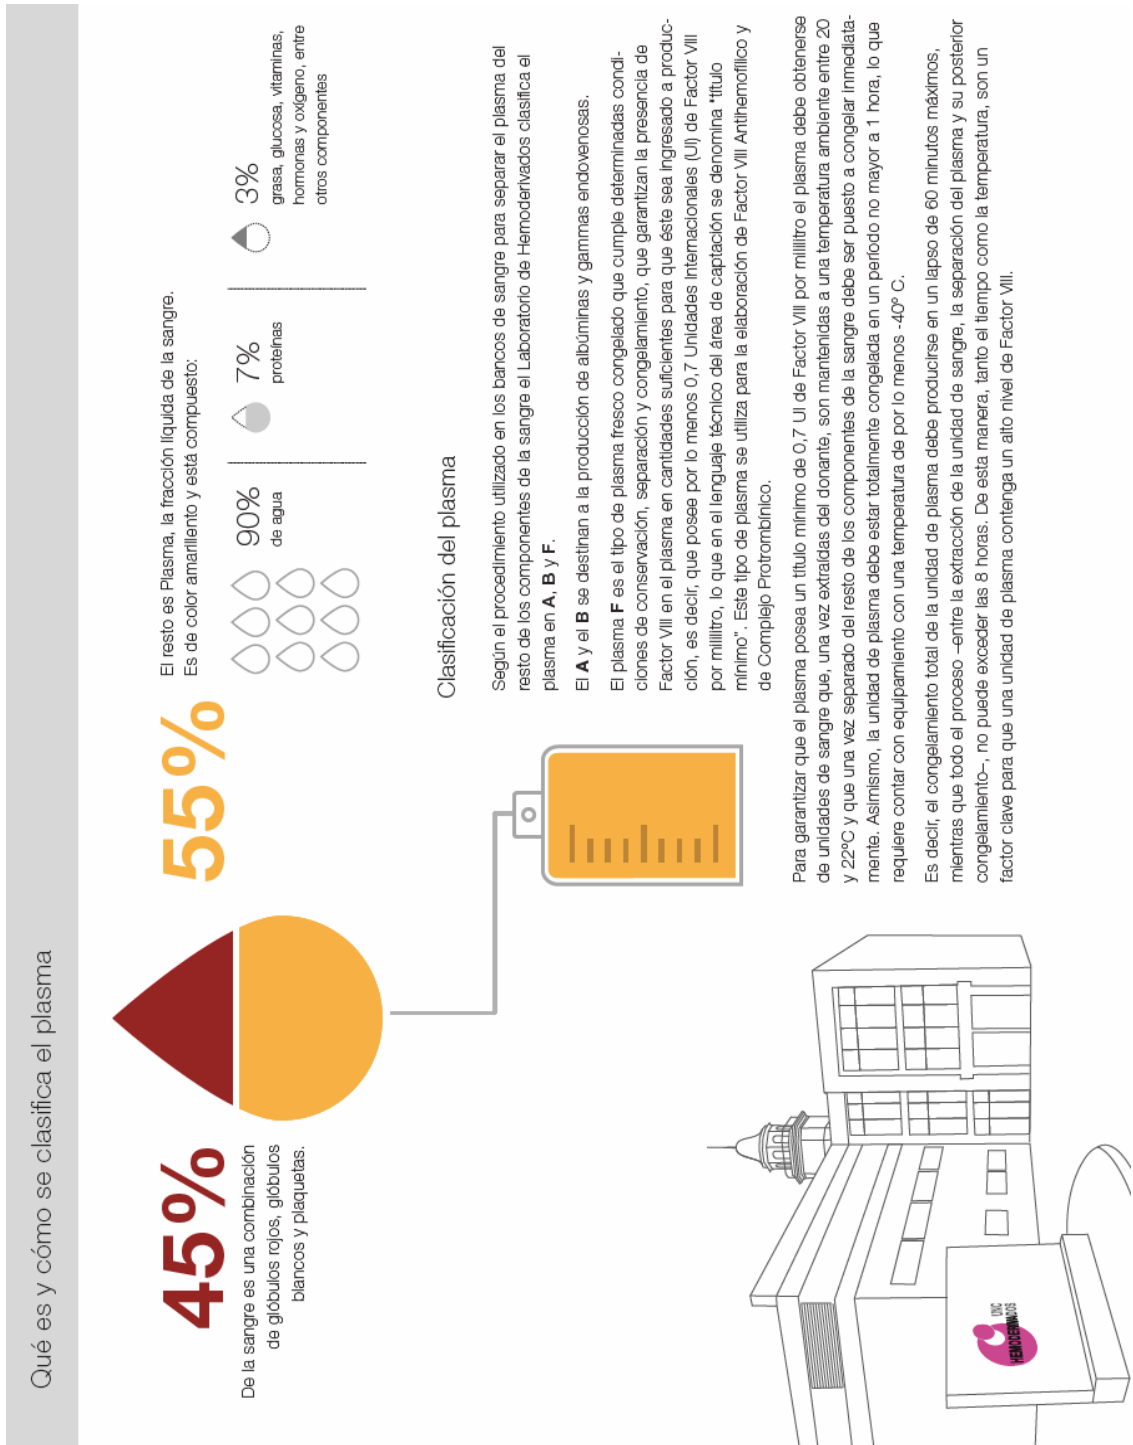 Qué es y cómo se clasifica el plasma
45%
De la sangre es una combinación
de glóbulos rojos, glóbulos
blancos y plaquetas.
55%
El resto es Plasma, la fracción líquida de la sangre.
Es de color amarillento y está compuesto:
90%
de agua
7%
proteínas
3%
grasa, glucosa, vitaminas,
hormonas y oxígeno, entre
otros componentes
Clasificación del plasma
Según el procedimiento utilizado en los bancos de sangre para separar el plasma del
resto de los componentes de la sangre el Laboratorio de Hemoderivados clasifica el
plasma en A, B y F.
El A y el B se destinan a la producción de albúminas y gammas endovenosas.
El plasma F es el tipo de plasma fresco congelado que cumple determinadas condi-
ciones de conservación, separación y congelamiento, que garantizan la presencia de
Factor VIII en el plasma en cantidades suficientes para que éste sea ingresado a produc-
ción, es decir, que posee por lo menos 0,7 Unidades Internacionales (UI) de Factor VIII
por mililitro, lo que en el lenguaje técnico del área de captación se denomina "título
mínimo". Este tipo de plasma se utiliza para la elaboración de Factor VIII Antihemofílico y
de Complejo Protrombínico.
Para garantizar que el plasma posea un título mínimo de 0,7 UI de Factor VIII por mililitro el plasma debe obtenerse
de unidades de sangre que, una vez extraídas del donante, son mantenidas a una temperatura ambiente entre 20
y 22ºC y que una vez separado del resto de los componentes de la sangre debe ser puesto a congelar inmediata-
mente. Asimismo, la unidad de plasma debe estar totalmente congelada en un período no mayor a 1 hora, lo que
requiere contar con equipamiento con una temperatura de por lo menos -40º C.
Es decir, el congelamiento total de la unidad de plasma debe producirse en un lapso de 60 minutos máximos,
mientras que todo el proceso –entre la extracción de la unidad de sangre, la separación del plasma y su posterior
congelamiento–, no puede exceder las 8 horas. De esta manera, tanto el tiempo como la temperatura, son un
factor clave para que una unidad de plasma contenga un alto nivel de Factor VIII.
UNC
HEMODERIVADOS